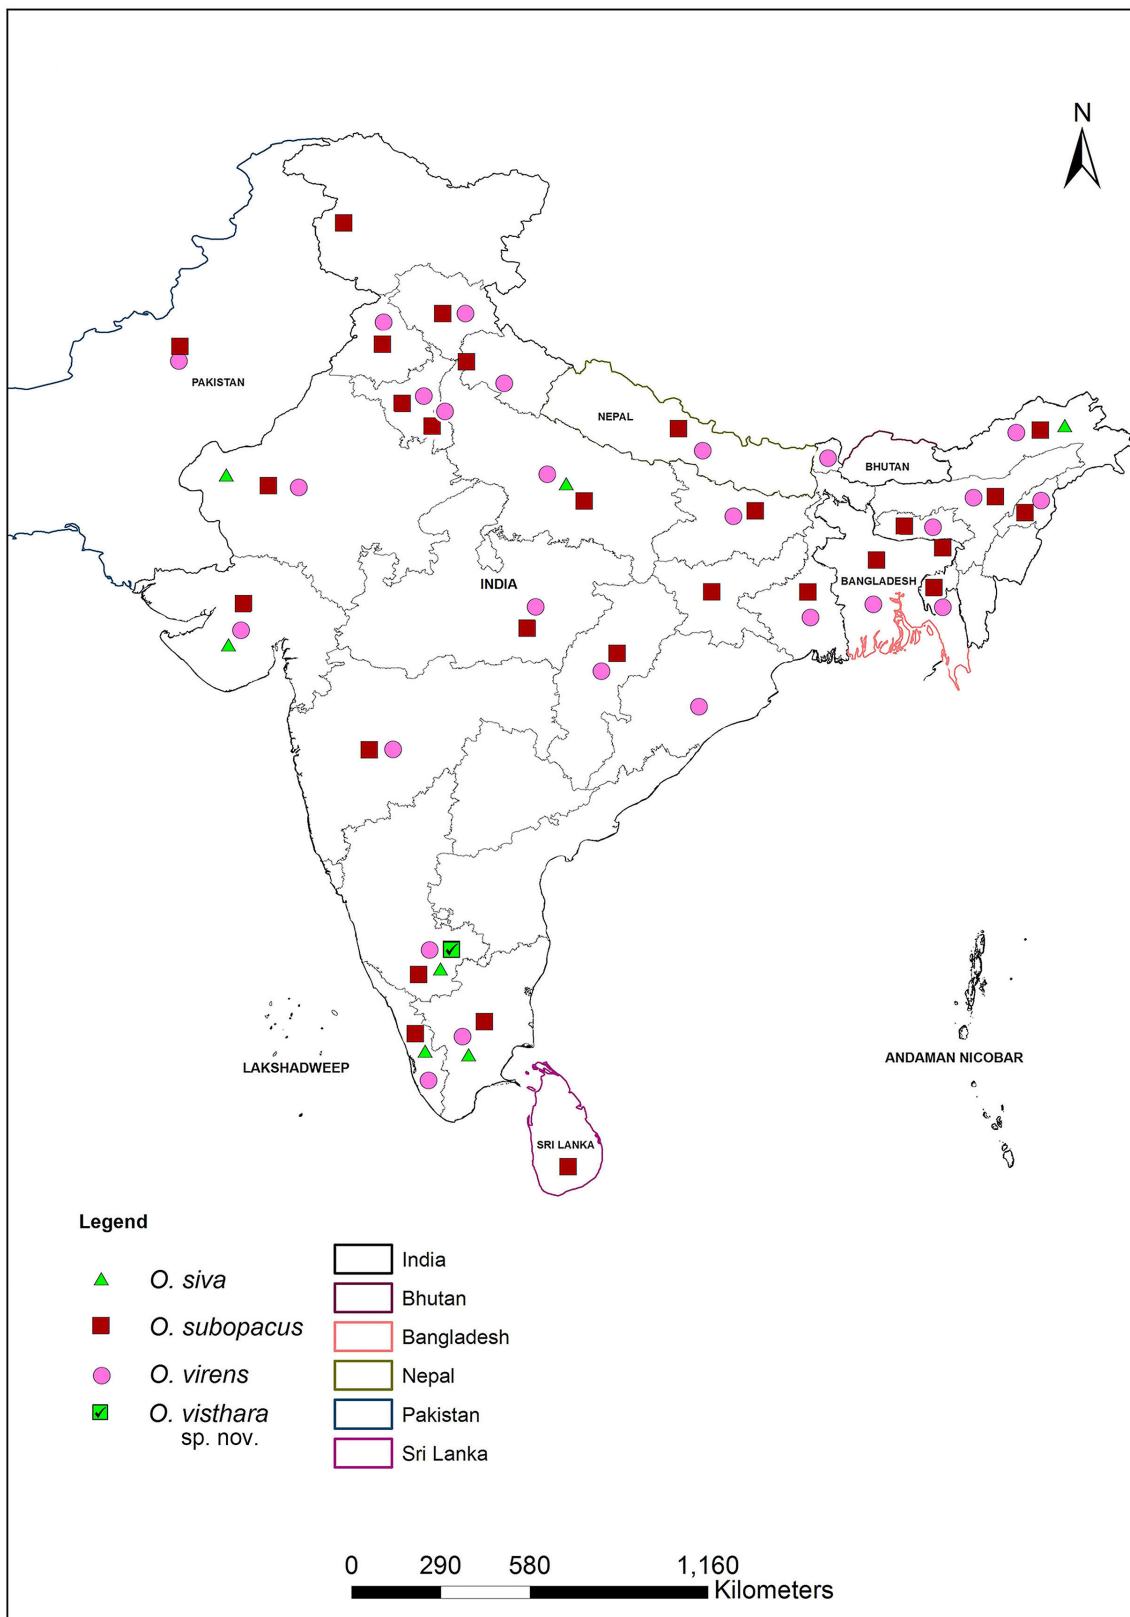 N
PAKISTAN
NEPAL
BHUTAN
INDIA
BANGLADESH
LAKSHADWEEP
ANDAMAN NICOBAR
SRI LANKA
Legend
O. siva
O. subopacus
O. virens
O. visthara
sp. nov.
India
Bhutan
Bangladesh
Nepal
Pakistan
Sri Lanka
0 290 580 1,160
Kilometers